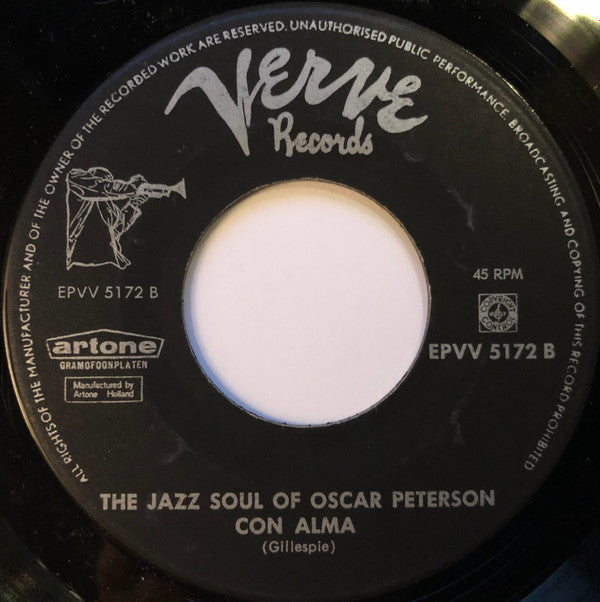 ALL RIGHTS OF THE MANUFACTURER AND OF THE OWNER OF THE RECORDED WORK ARE RESERVED. UNAUTHORISED PUBLIC PERFORMANCE, BROADCASTING AND COPYING OF THIS RECORD PROHIBITED
Verve
Records
EPVV 5172 B
45 RPM
COPYRIGHT
CONTROL
artone
GRAMOFOONPLATEN
Manufactured by
Artone Holland
EPVV 5172 B
THE JAZZ SOUL OF OSCAR PETERSON
CON ALMA
(Gillespie)